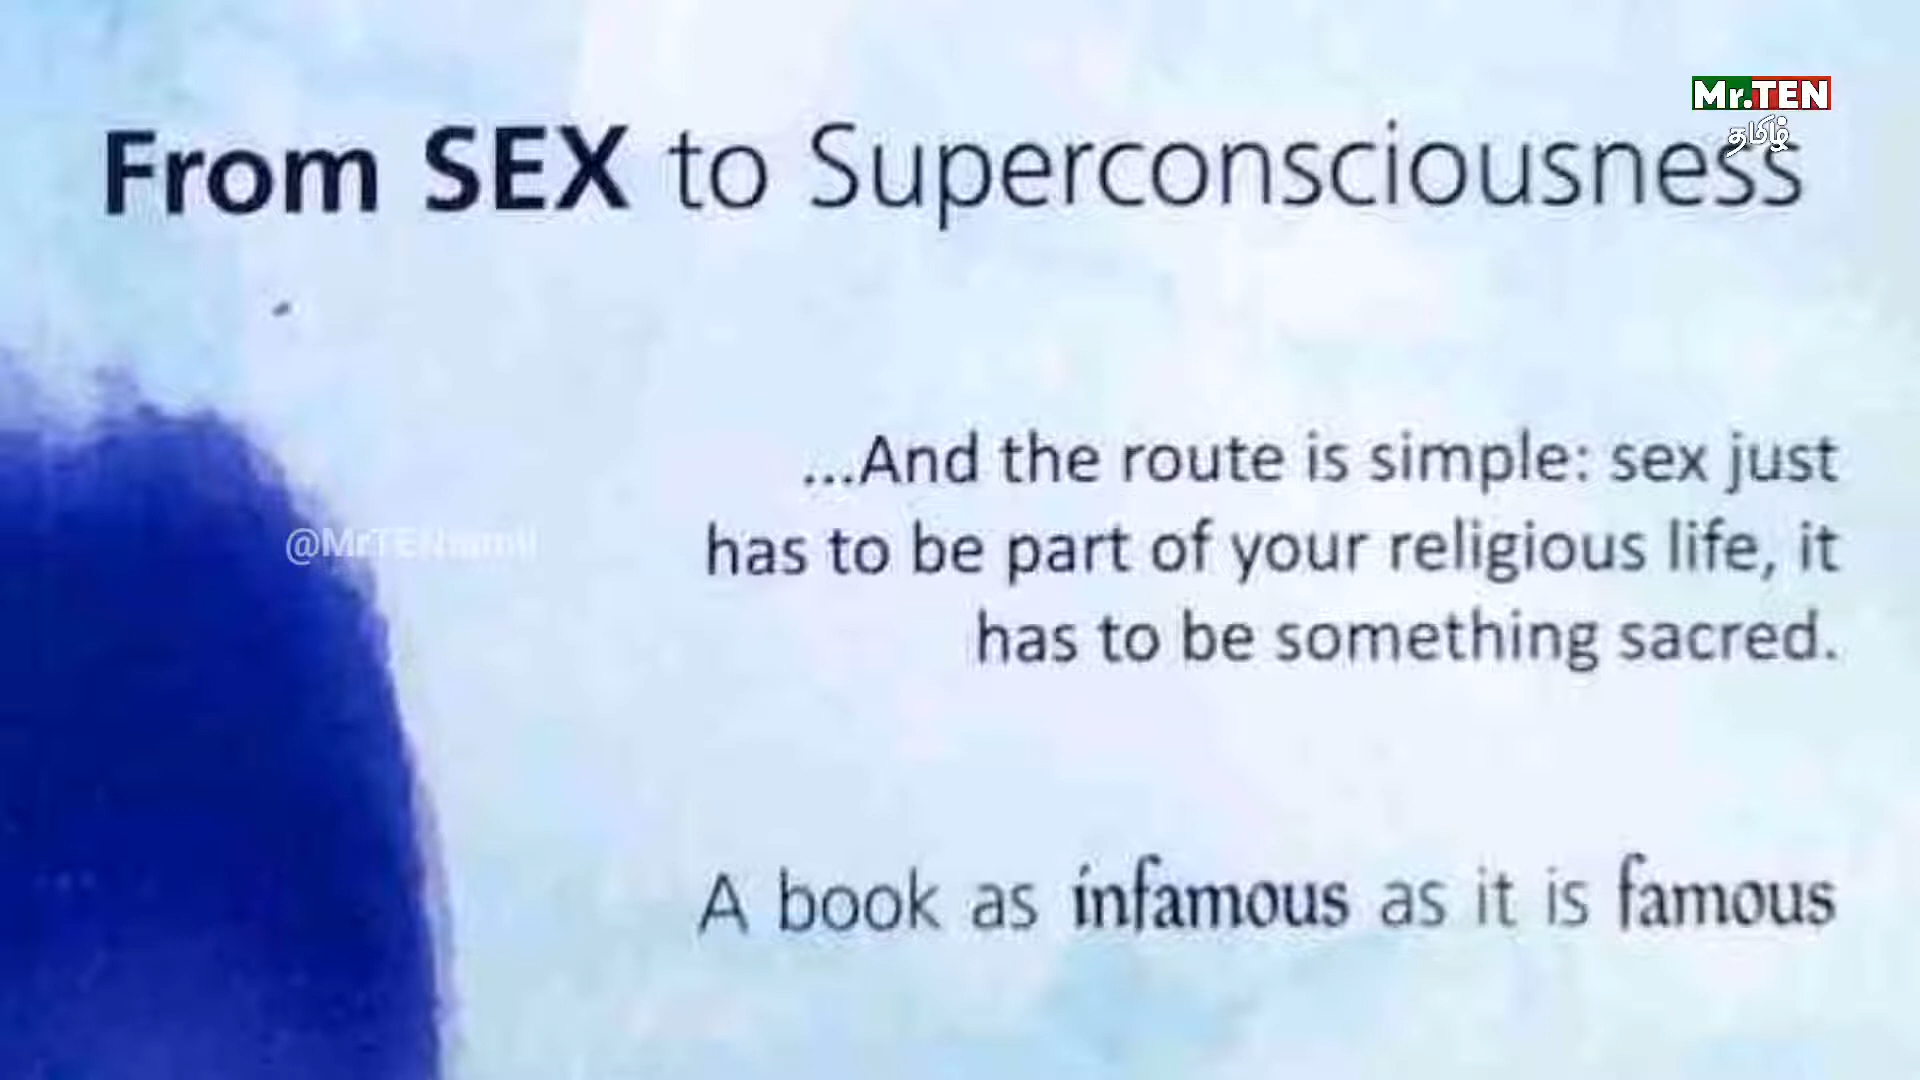 Mr.TEN
தமிழ்
From SEX to Superconsciousness
...And the route is simple: sex just
has to be part of your religious life, it
has to be something sacred.
@MrTENtamil
A book as infamous as it is famous